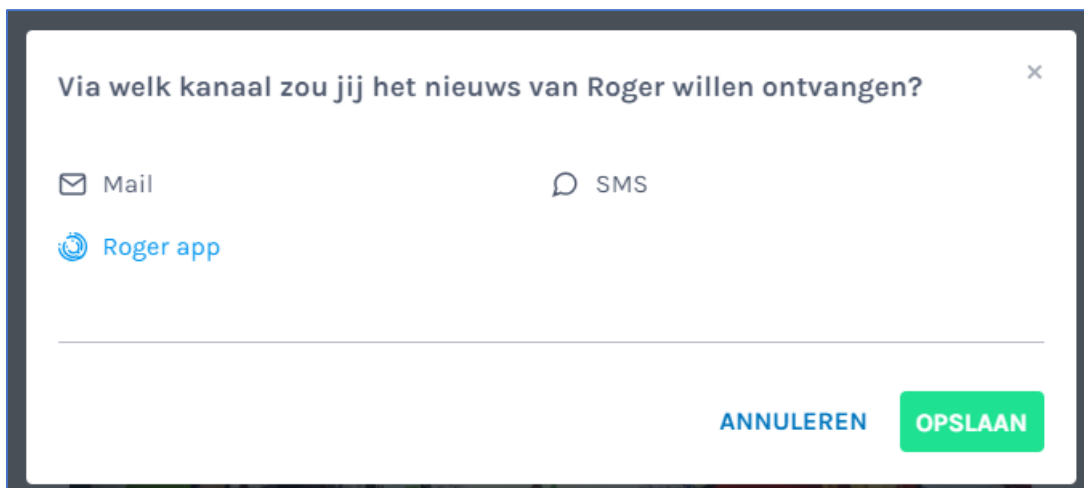 Via welk kanaal zou jij het nieuws van Roger willen ontvangen?
Mail
SMS
Roger app
ANNULEREN
OPSLAAN